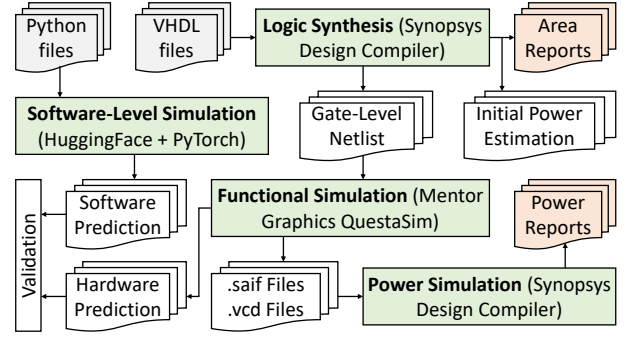 Python
files
VHDL
files
Logic Synthesis (Synopsys
Design Compiler)
Area
Reports
Software-Level Simulation
(HuggingFace + PyTorch)
Gate-Level
Netlist
Initial Power
Estimation
Validation
Software
Prediction
Functional Simulation (Mentor
Graphics QuestaSim)
Power
Reports
Hardware
Prediction
.saif Files
.vcd Files
Power Simulation (Synopsys
Design Compiler)